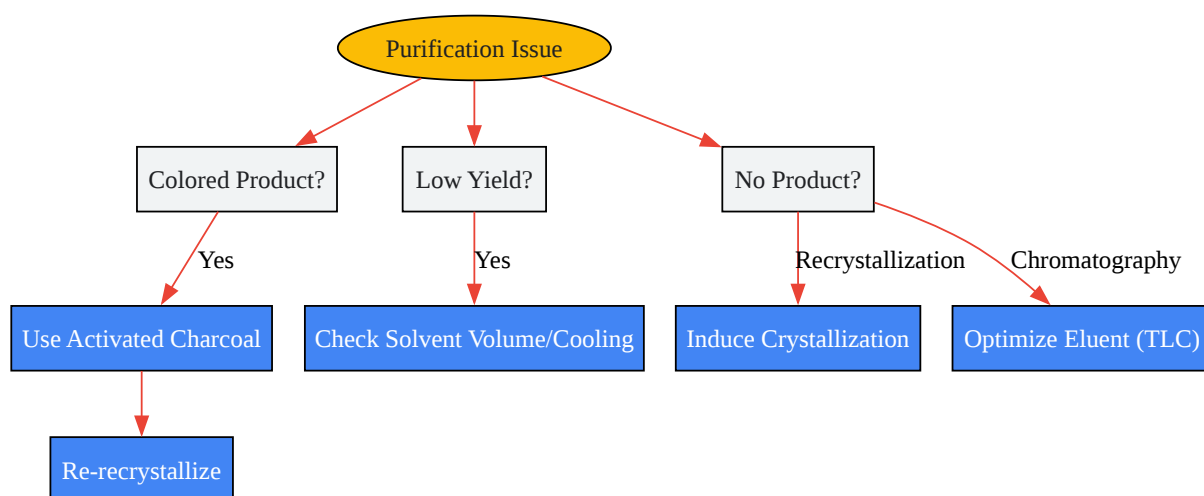 Purification Issue
Colored Product?
Low Yield?
No Product?
Yes
Yes
Recrystallization
Chromatography
Use Activated Charcoal
Check Solvent Volume/Cooling
Induce Crystallization
Optimize Eluent (TLC)
Re-recrystallize